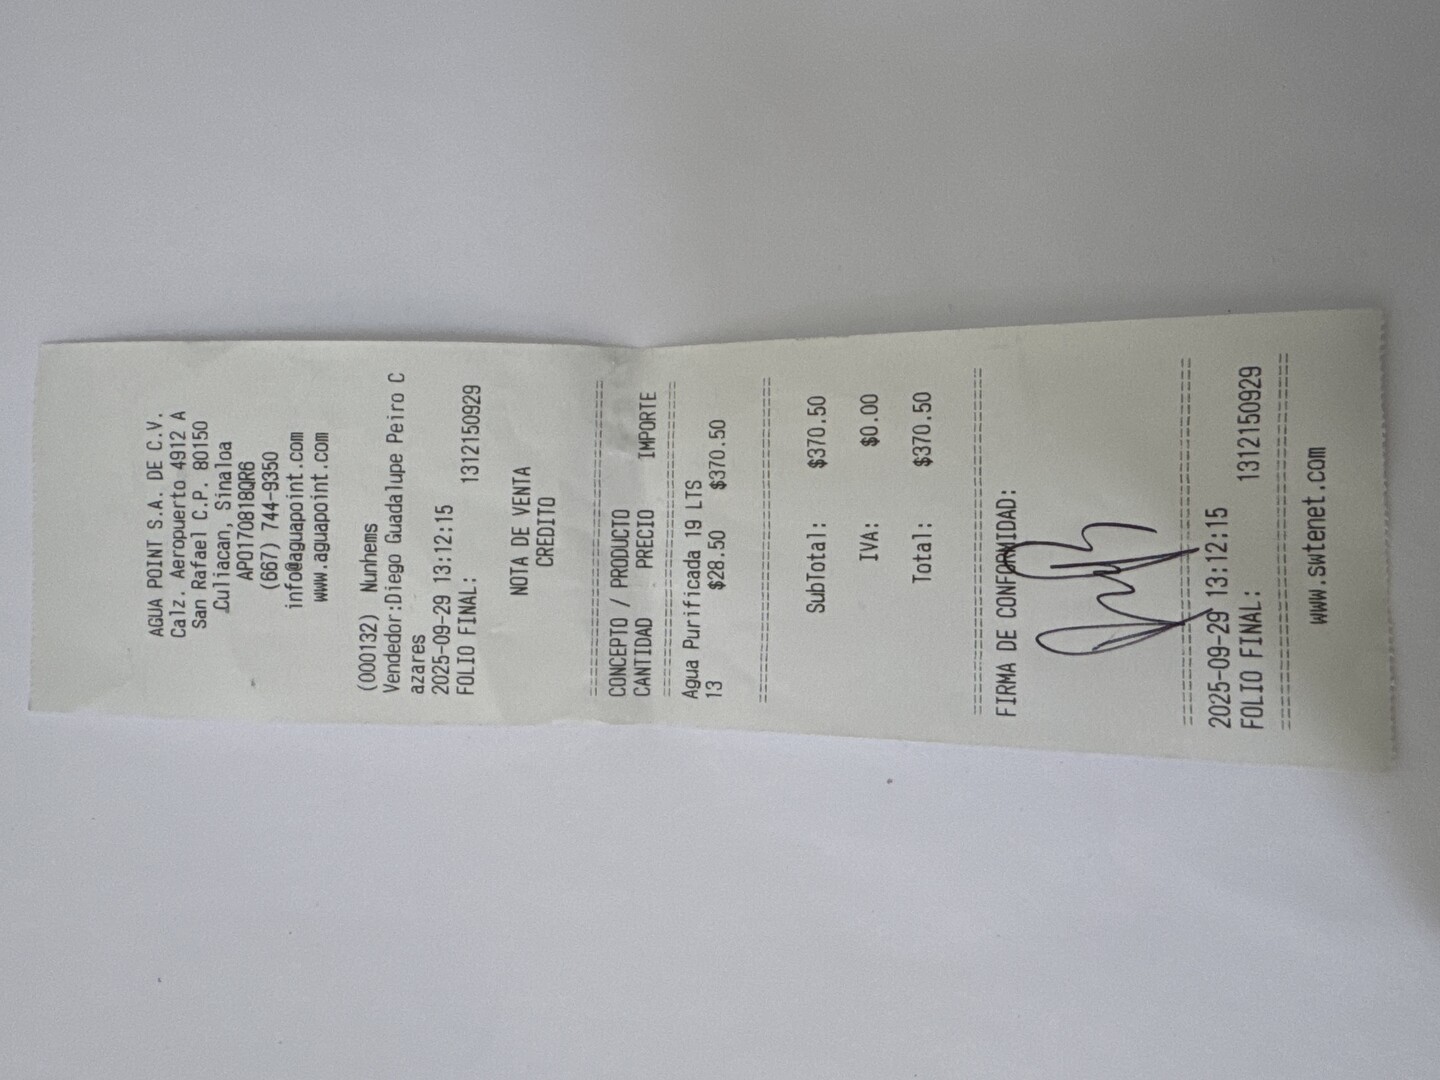 AGUA POINT S.A. DE C.V.
Calz. Aeropuerto 4912 A
San Rafael C.P. 80150
Culiacan, Sinaloa
APO170818QR6
(667) 744-9350
info@aguapoint.com
www.aguapoint.com
(000132) Nunhems
Vendedor:Diego Guadalupe Peiro C
azares
2025-09-29 13:12:15
FOLIO FINAL: 1312150929
NOTA DE VENTA
CREDITO
CONCEPTO / PRODUCTO
CANTIDAD PRECIO IMPORTE
Agua Purificada 19 LTS
13 $28.50 $370.50
SubTotal: $370.50
IVA: $0.00
Total: $370.50
FIRMA DE CONFORMIDAD:
2025-09-29 13:12:15
FOLIO FINAL: 1312150929
www.swtenet.com